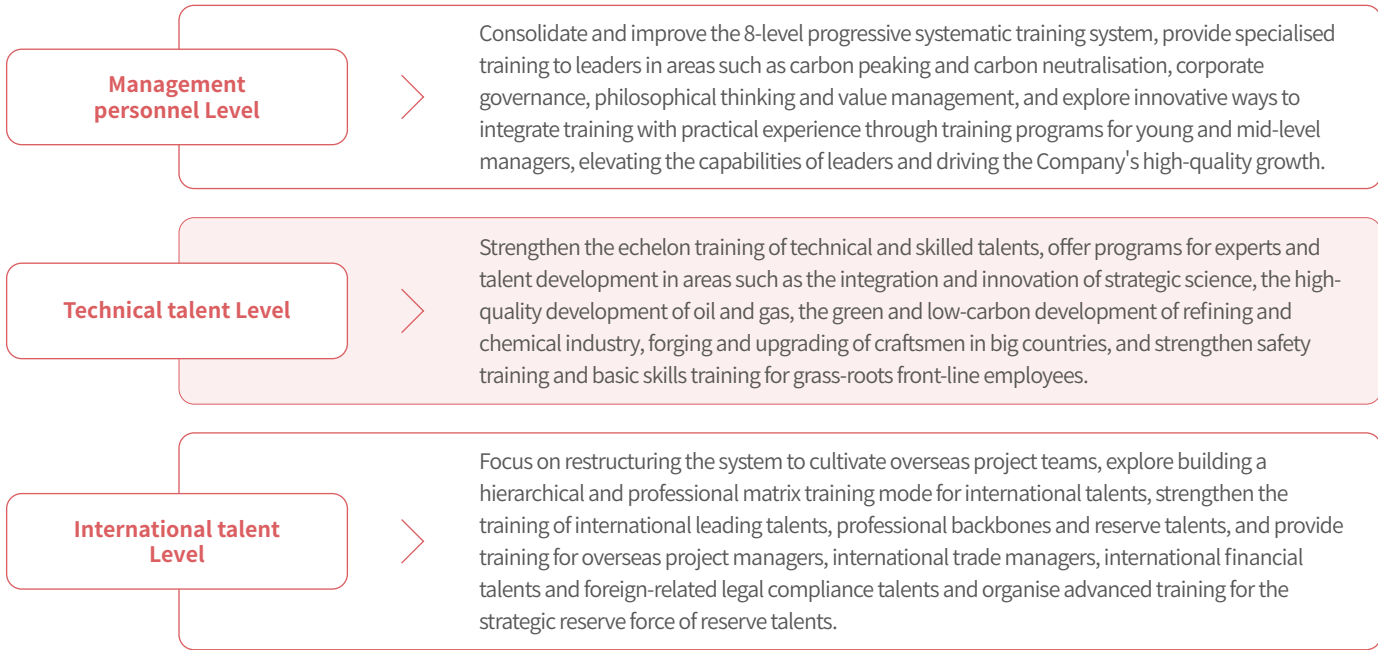 Management
personnel Level
Consolidate and improve the 8-level progressive systematic training system, provide specialised
training to leaders in areas such as carbon peaking and carbon neutralisation, corporate
governance, philosophical thinking and value management, and explore innovative ways to
integrate training with practical experience through training programs for young and mid-level
managers, elevating the capabilities of leaders and driving the Company's high-quality growth.
Technical talent Level
Strengthen the echelon training of technical and skilled talents, offer programs for experts and
talent development in areas such as the integration and innovation of strategic science, the high-
quality development of oil and gas, the green and low-carbon development of refining and
chemical industry, forging and upgrading of craftsmen in big countries, and strengthen safety
training and basic skills training for grass-roots front-line employees.
International talent
Level
Focus on restructuring the system to cultivate overseas project teams, explore building a
hierarchical and professional matrix training mode for international talents, strengthen the
training of international leading talents, professional backbones and reserve talents, and provide
training for overseas project managers, international trade managers, international financial
talents and foreign-related legal compliance talents and organise advanced training for the
strategic reserve force of reserve talents.